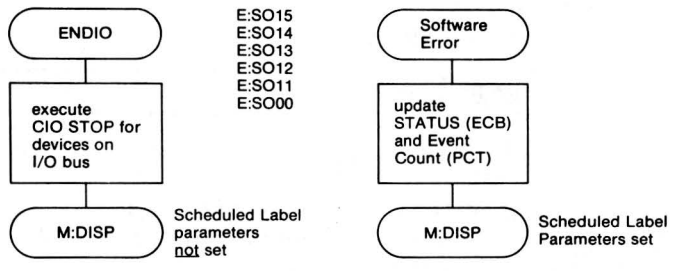 ENDIO
execute
CIO STOP for
devices on
I/O bus
M:DISP
Scheduled Label
parameters
not set
E:SO15
E:SO14
E:SO13
E:SO12
E:SO11
E:SO00
Software
Error
update
STATUS (ECB)
and Event
Count (PCT)
M:DISP
Scheduled Label
Parameters set